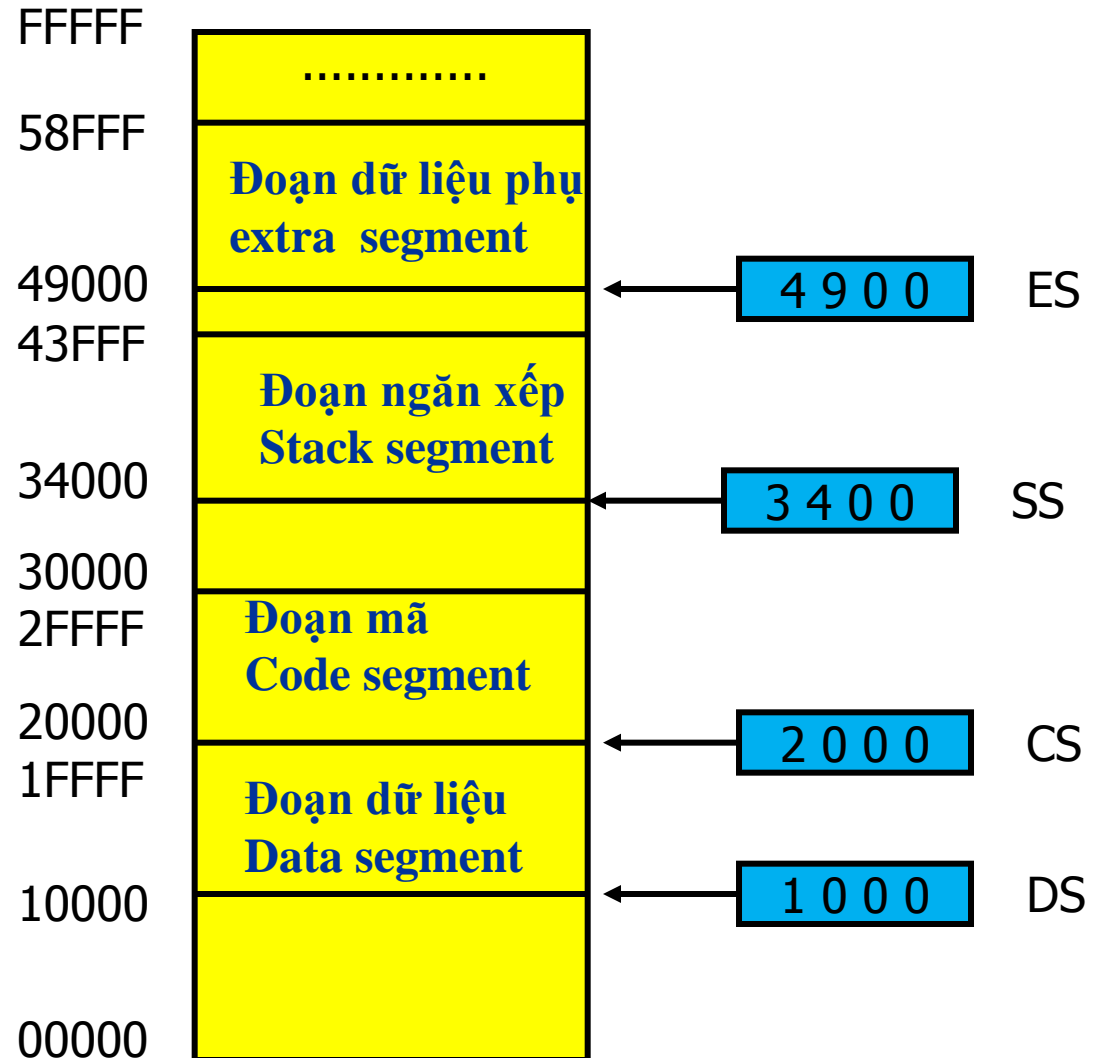 FFFFF
.............
58FFF
Đoạn dữ liệu phụ
extra segment
49000
4 9 0 0 ES
43FFF
Đoạn ngăn xếp
Stack segment
34000
3 4 0 0 SS
30000
2FFFF
Đoạn mã
Code segment
20000
2 0 0 0 CS
1FFFF
Đoạn dữ liệu
Data segment
10000
1 0 0 0 DS
00000